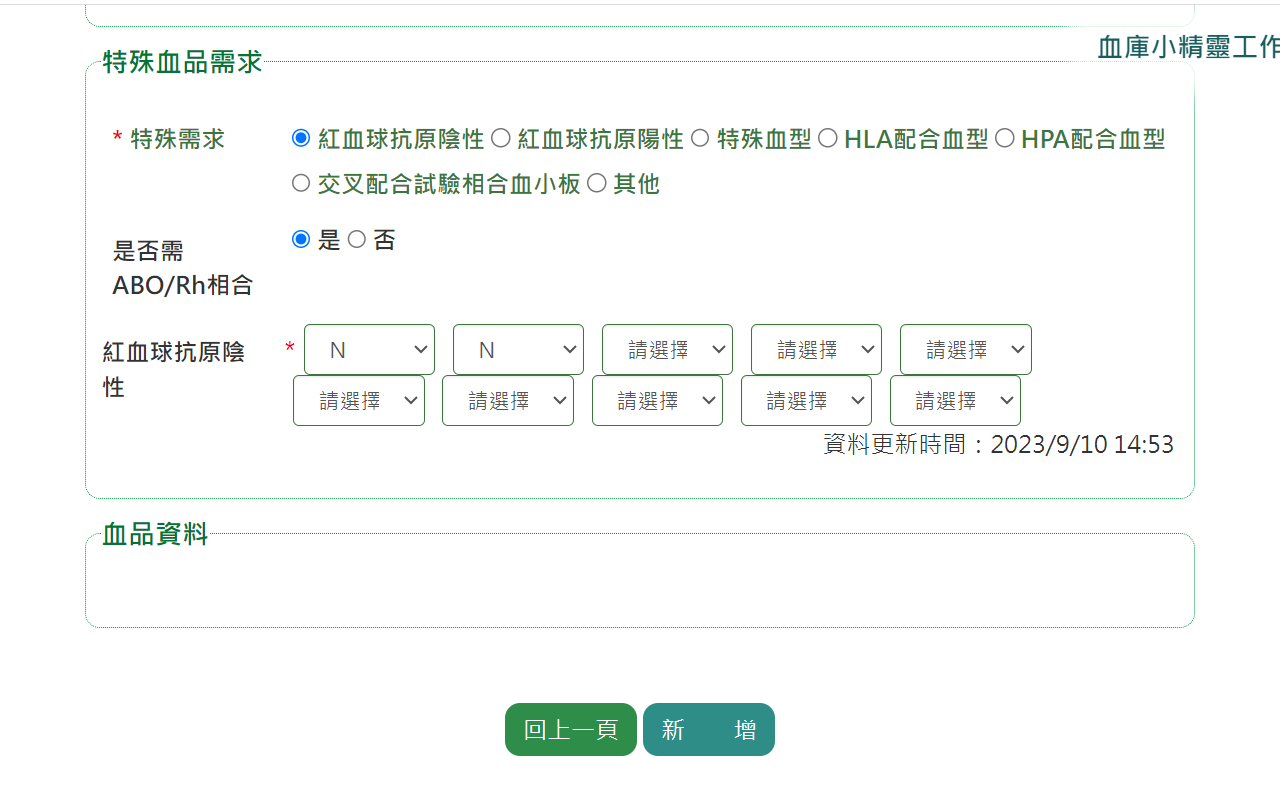 血庫小精靈工作
特殊血品需求
* 特殊需求
紅血球抗原陰性 紅血球抗原陽性 特殊血型 HLA配合血型 HPA配合血型
交叉配合試驗相合血小板 其他
是否需
ABO/Rh相合
是 否
紅血球抗原陰
性
* N N 請選擇 請選擇 請選擇
請選擇 請選擇 請選擇 請選擇 請選擇
資料更新時間：2023/9/10 14:53
血品資料
回上一頁 新 增